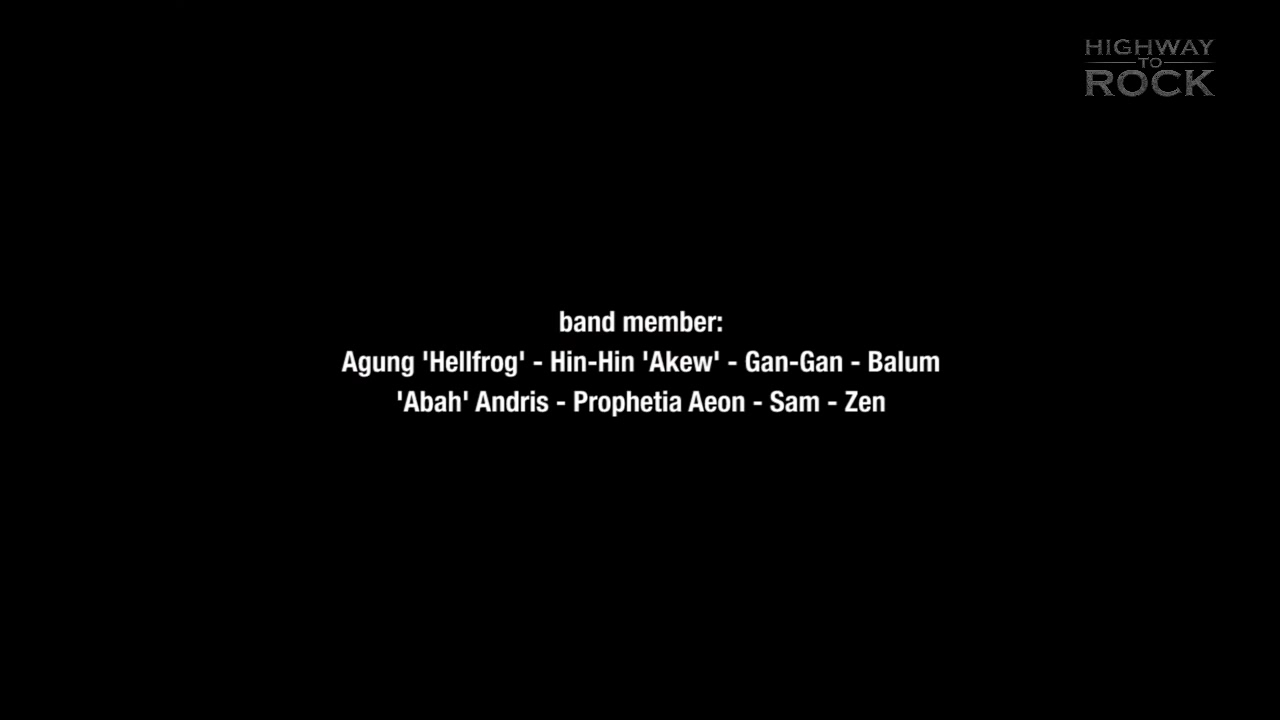 HIGHWAY
TO
ROCK
band member:
Agung 'Hellfrog' - Hin-Hin 'Akew' - Gan-Gan - Balum
'Abah' Andris - Prophetia Aeon - Sam - Zen